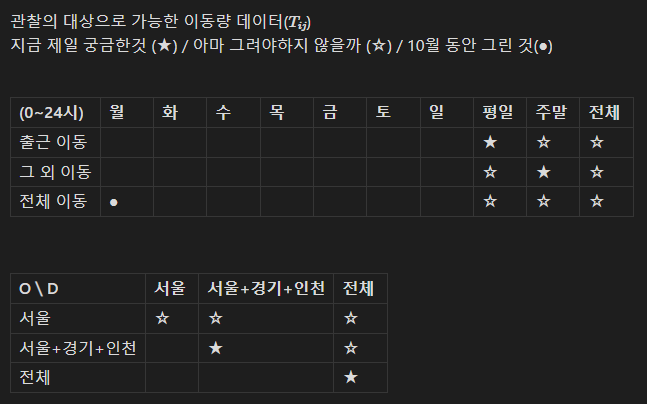 관찰의 대상으로 가능한 이동량 데이터(T_ij)
지금 제일 궁금한것 (★) / 아마 그려야하지 않을까 (☆) / 10월 동안 그린 것(●)
(0~24시) 월 화 수 목 금 토 일 평일 주말 전체
출근 이동 ★ ☆ ☆
그 외 이동 ☆ ★ ☆
전체 이동 ● ☆ ☆ ☆
O \ D 서울 서울+경기+인천 전체
서울 ☆ ☆ ☆
서울+경기+인천 ★ ☆
전체 ★